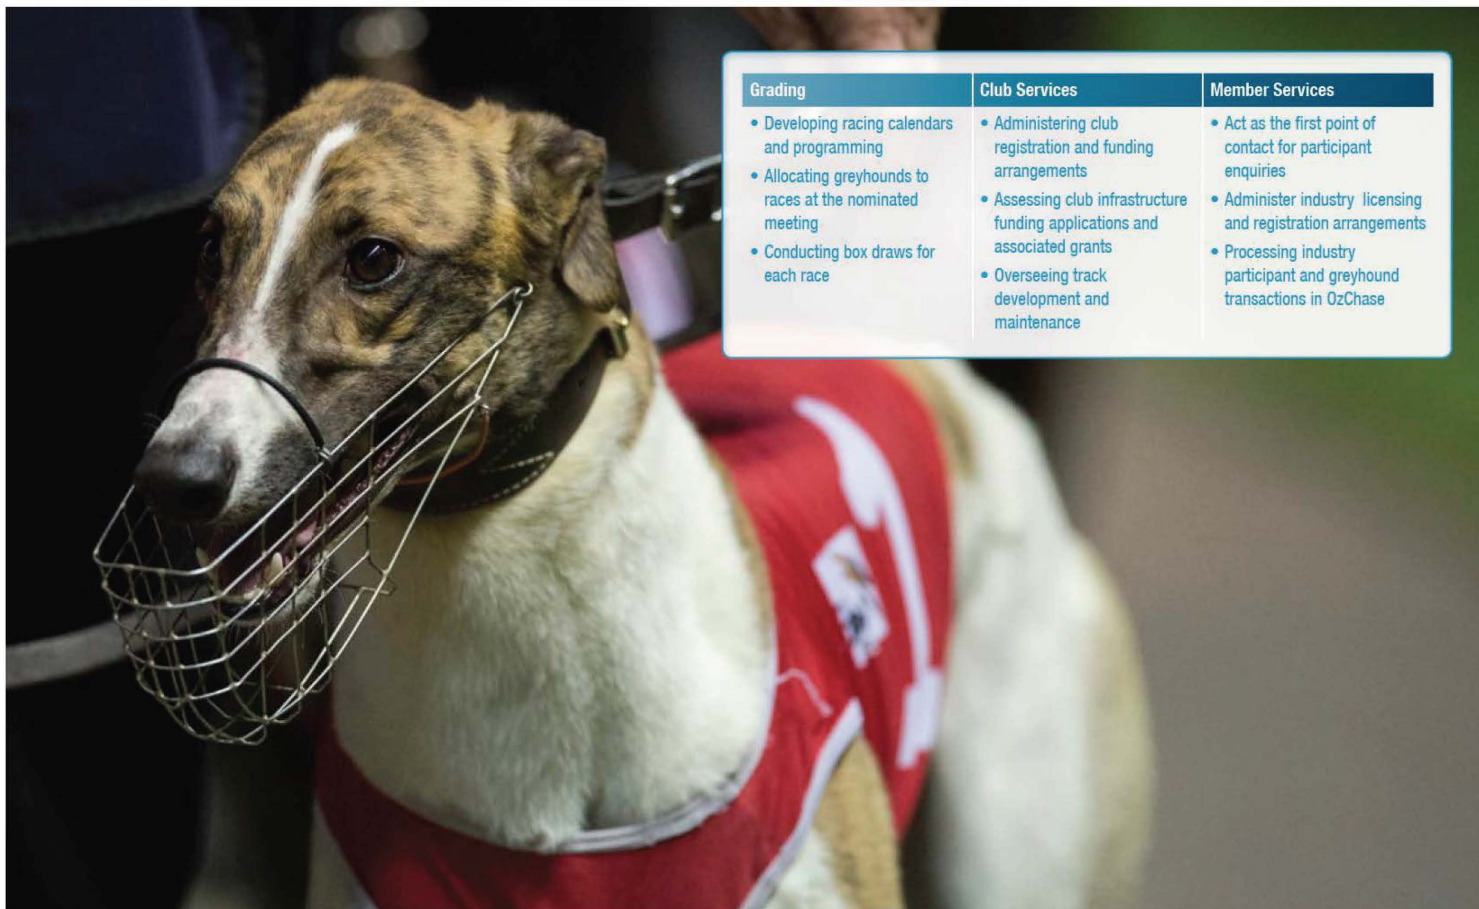 Grading
• Developing racing calendars
and programming
• Allocating greyhounds to
races at the nominated
meeting
• Conducting box draws for
each race
Club Services
• Administering club
registration and funding
arrangements
• Assessing club infrastructure
funding applications and
associated grants
• Overseeing track
development and
maintenance
Member Services
• Act as the first point of
contact for participant
enquiries
• Administer industry licensing
and registration arrangements
• Processing industry
participant and greyhound
transactions in OzChase
1